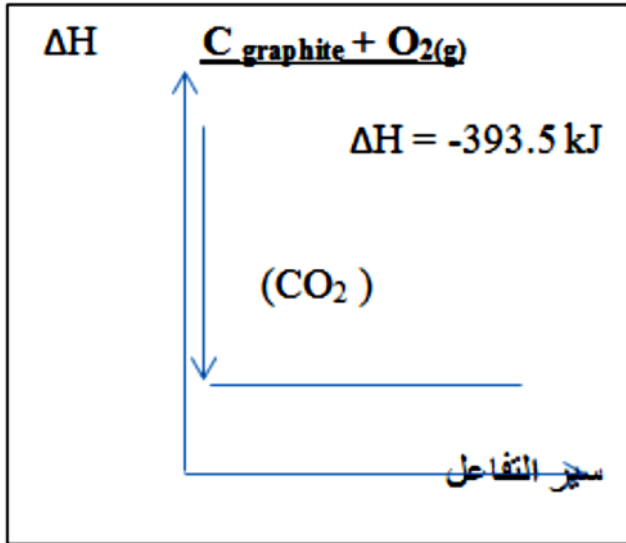 ΔH C graphite + O₂(g)
ΔH = -393.5 kJ
(CO₂ )
سير التفاعل